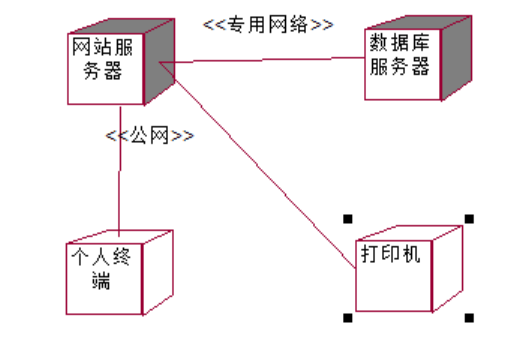 <<专用网络>>
网站服
务器
数据库
服务器
<<公网>>
个人终
端
打印机